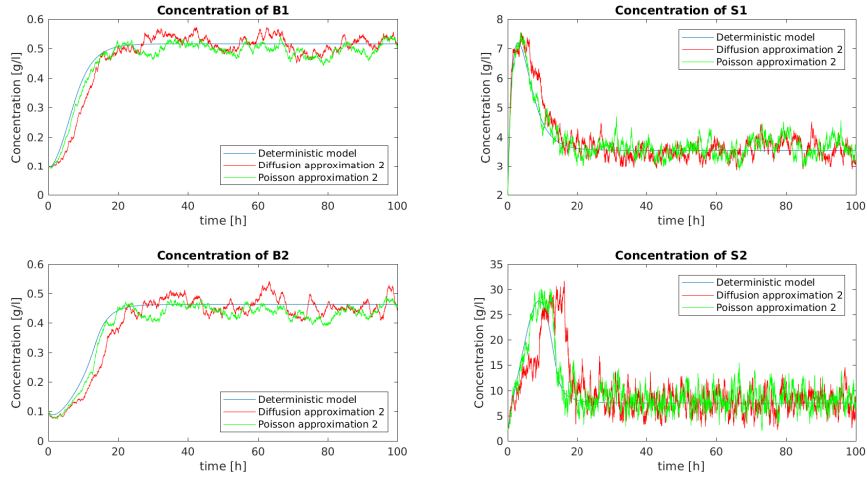 Concentration of B1
Concentration [g/l]
0.6
0.5
0.4
0.3
0.2
0.1
0
0 20 40 60 80 100
time [h]
Deterministic model
Diffusion approximation 2
Poisson approximation 2
Concentration of S1
Concentration [g/l]
8
7
6
5
4
3
2
0 20 40 60 80 100
time [h]
Deterministic model
Diffusion approximation 2
Poisson approximation 2
Concentration of B2
Concentration [g/l]
0.6
0.5
0.4
0.3
0.2
0.1
0
0 20 40 60 80 100
time [h]
Deterministic model
Diffusion approximation 2
Poisson approximation 2
Concentration of S2
Concentration [g/l]
35
30
25
20
15
10
5
0
0 20 40 60 80 100
time [h]
Deterministic model
Diffusion approximation 2
Poisson approximation 2